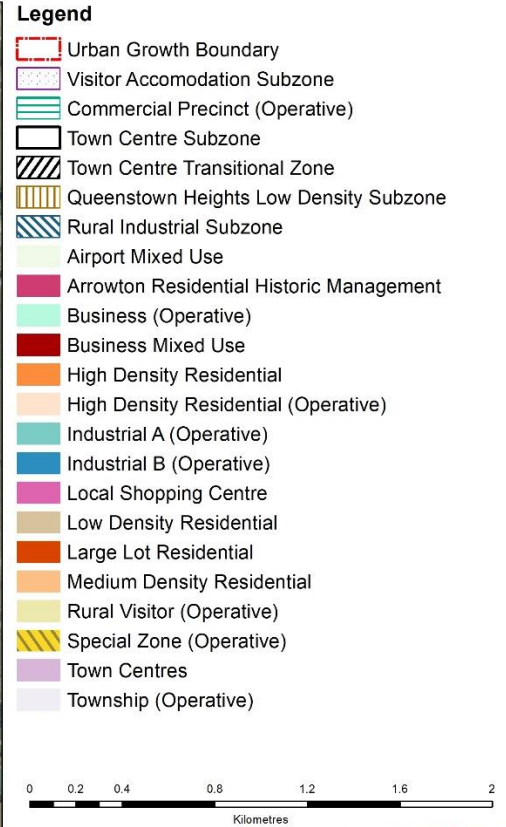 Legend
Urban Growth Boundary
Visitor Accomodation Subzone
Commercial Precinct (Operative)
Town Centre Subzone
Town Centre Transitional Zone
Queenstown Heights Low Density Subzone
Rural Industrial Subzone
Airport Mixed Use
Arrowton Residential Historic Management
Business (Operative)
Business Mixed Use
High Density Residential
High Density Residential (Operative)
Industrial A (Operative)
Industrial B (Operative)
Local Shopping Centre
Low Density Residential
Large Lot Residential
Medium Density Residential
Rural Visitor (Operative)
Special Zone (Operative)
Town Centres
Township (Operative)
0 0.2 0.4 0.8 1.2 1.6 2
Kilometres